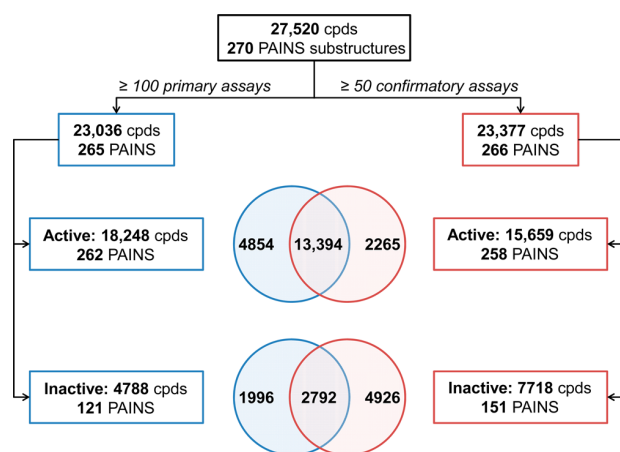 27,520 cpds
270 PAINS substructures
≥ 100 primary assays
≥ 50 confirmatory assays
23,036 cpds
265 PAINS
23,377 cpds
266 PAINS
Active: 18,248 cpds
262 PAINS
4854
13,394
2265
Active: 15,659 cpds
258 PAINS
Inactive: 4788 cpds
121 PAINS
1996
2792
4926
Inactive: 7718 cpds
151 PAINS